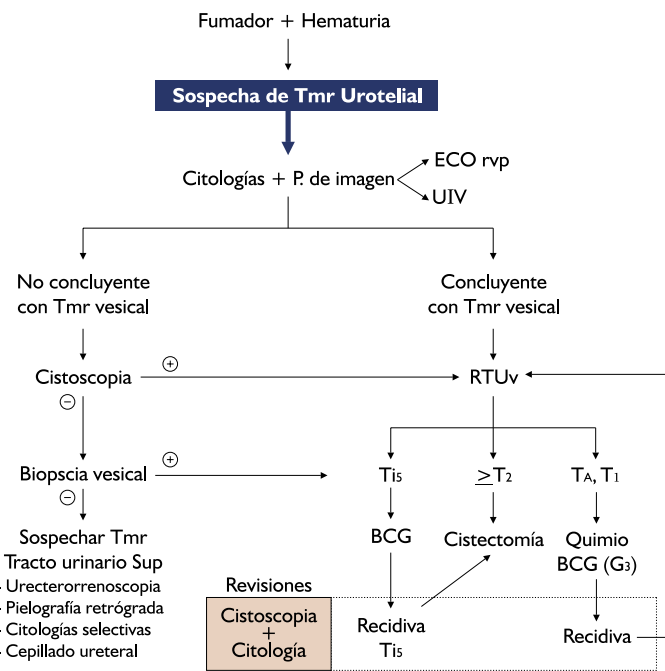 Fumador + Hematuria
Sospecha de Tmr Urotelial
Citologías + P. de imagen
ECO rvp
UIV
No concluyente
con Tmr vesical
Concluyente
con Tmr vesical
Cistoscopia
+
RTUv
-
Biopscia vesical
+
Ti5
≥T2
TA, T1
-
Sospechar Tmr
Tracto urinario Sup
- Urecterorrenoscopia
- Pielografía retrógrada
- Citologías selectivas
- Cepillado ureteral
BCG
Cistectomía
Quimio
BCG (G3)
Revisiones
Cistoscopia
+
Citología
Recidiva
Ti5
Recidiva